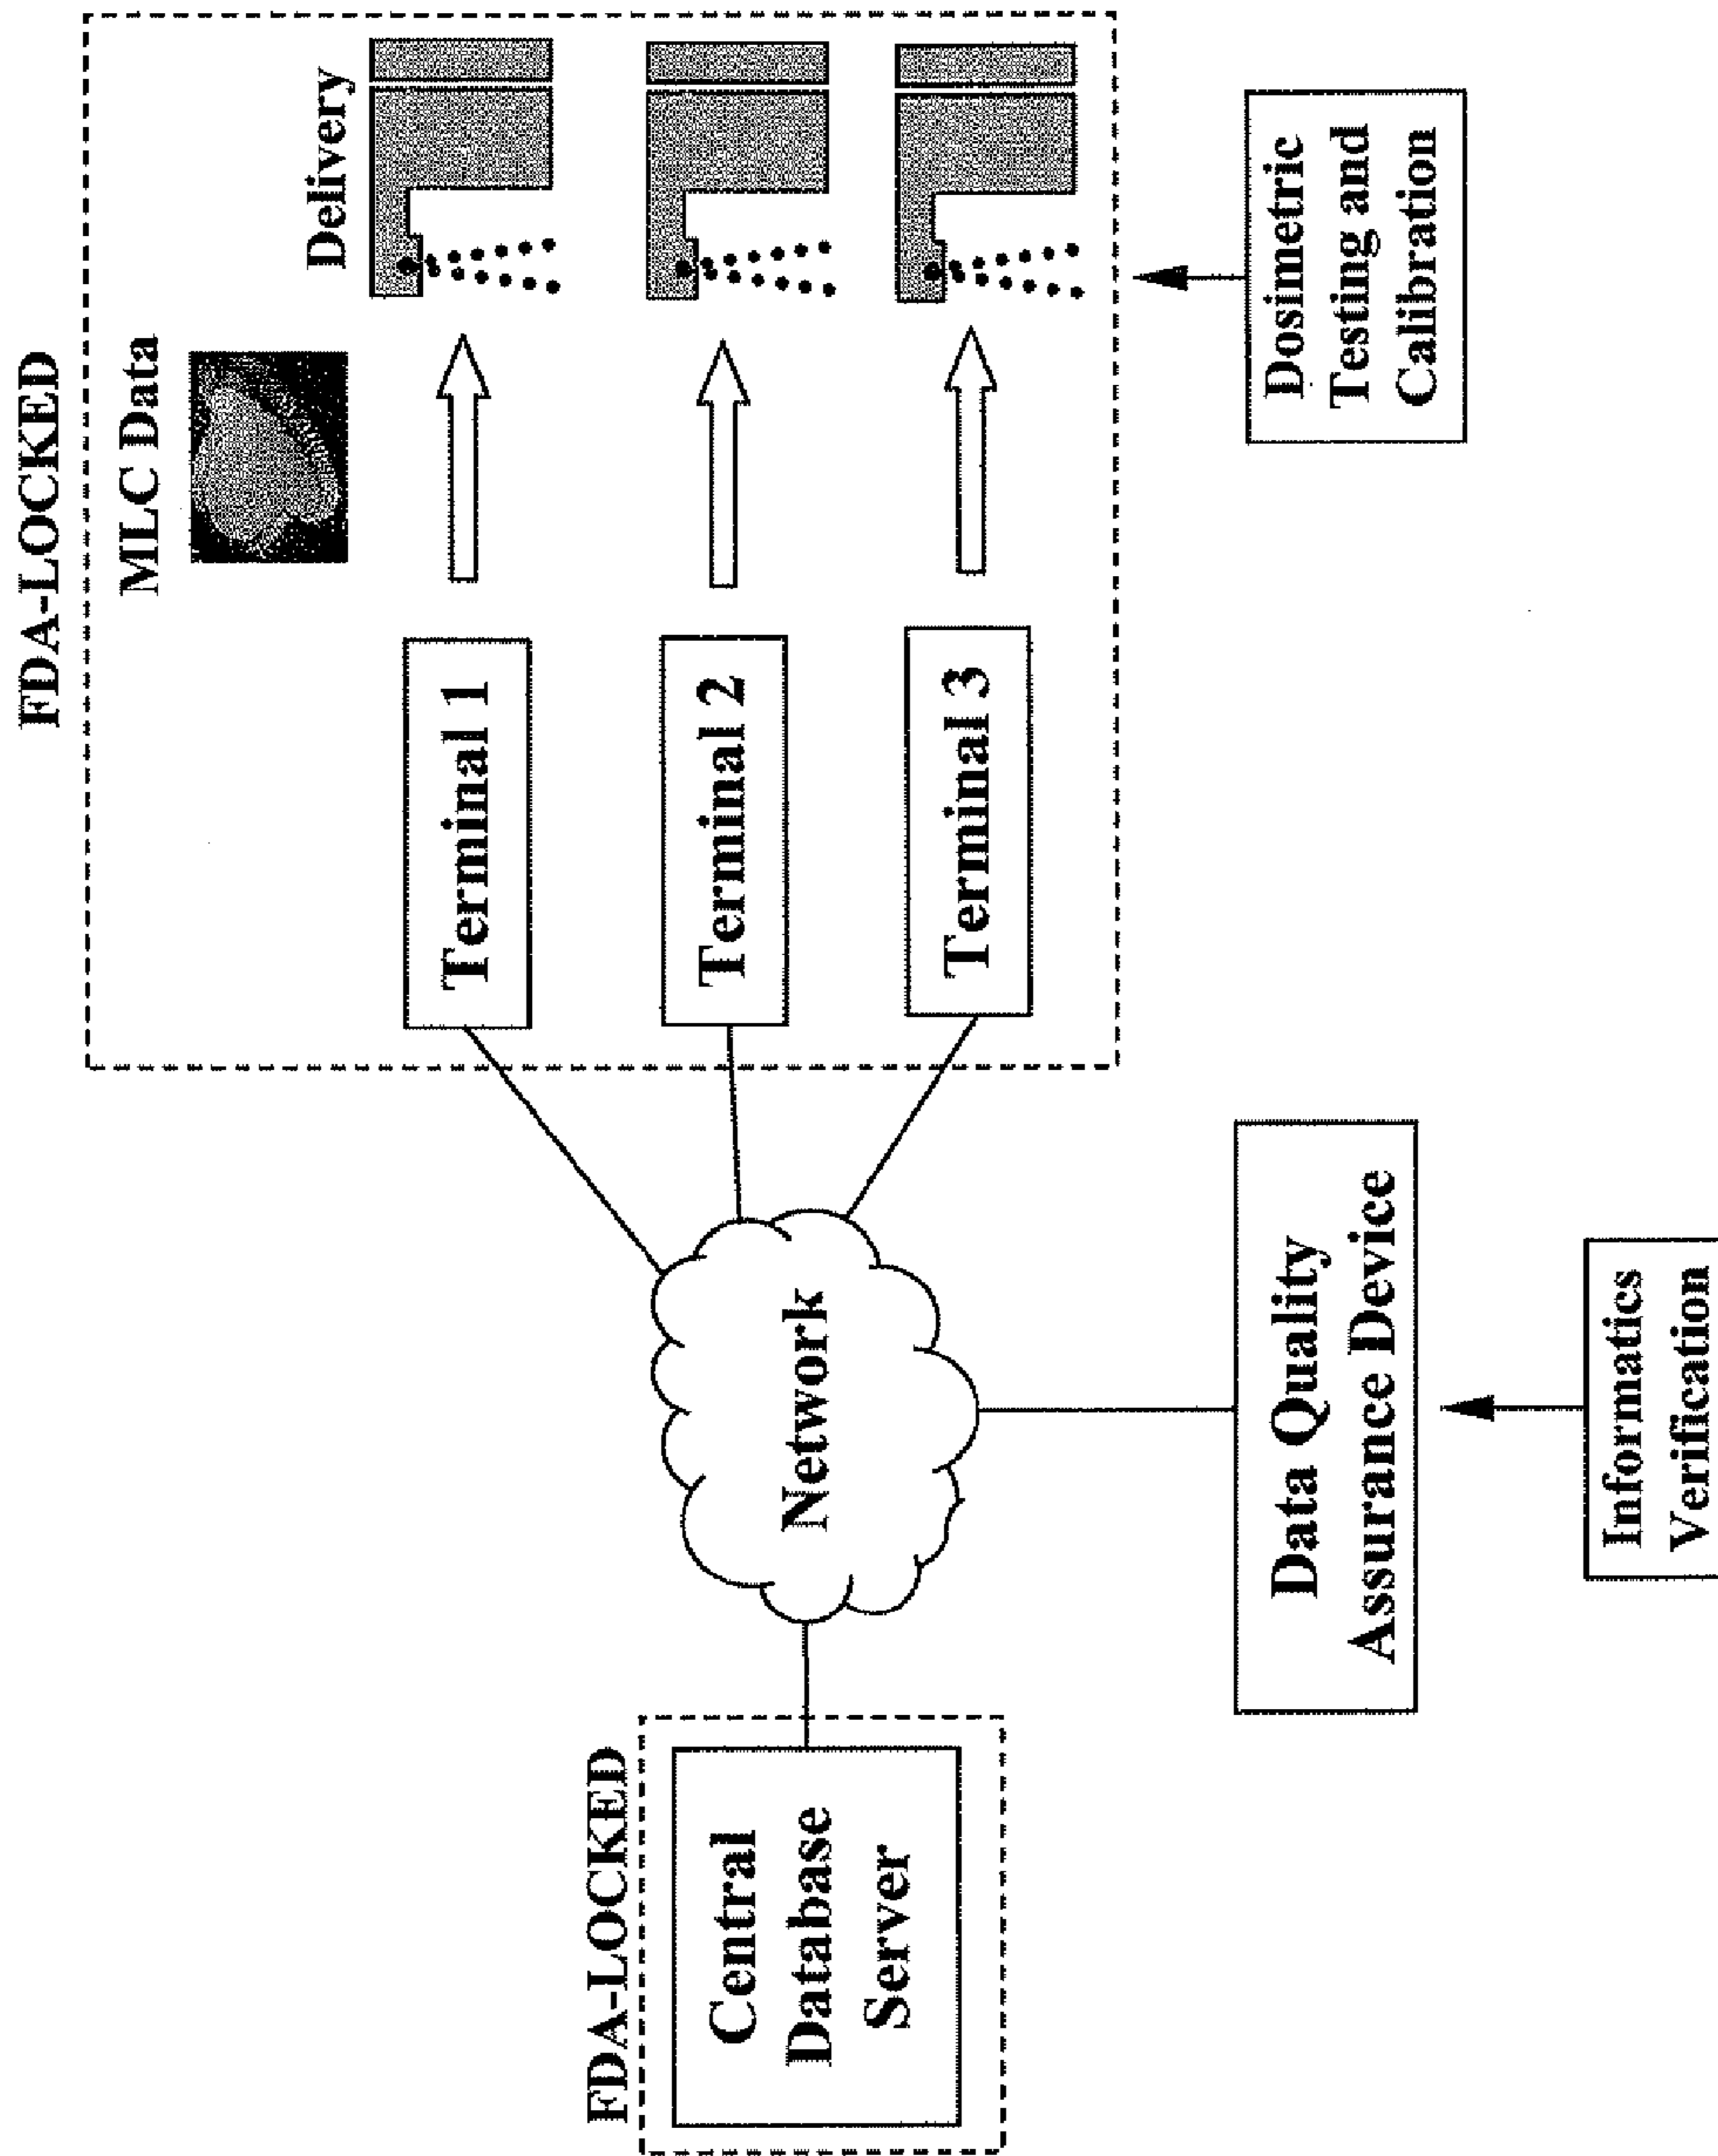 FDA-LOCKED
MLC Data
Delivery
Terminal 1
Terminal 2
Terminal 3
FDA-LOCKED
Central
Database
Server
Network
Data Quality
Assurance Device
Informatics
Verification
Dosimetric
Testing and
Calibration